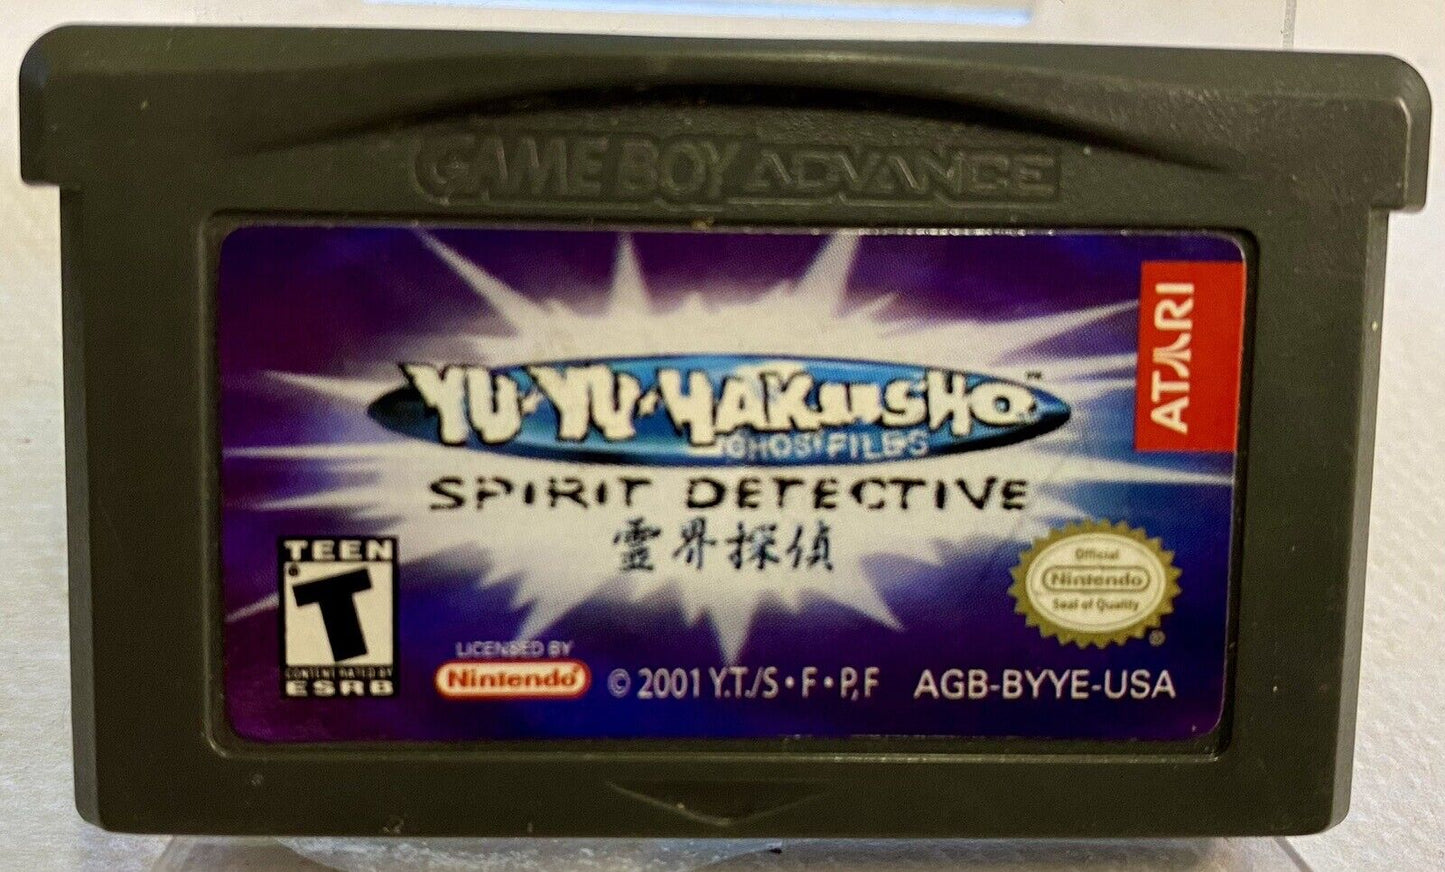 GAME BOY ADVANCE
ATARI
YU·YU·HAKUSHO™
GHOST FILES
SPIRIT DETECTIVE
霊界探偵
TEEN
T
CONTENT RATED BY
ESRB
LICENSED BY
Nintendo
© 2001 Y.T./S • F • P,F
AGB-BYYE-USA
Official
Nintendo
Seal of Quality
®